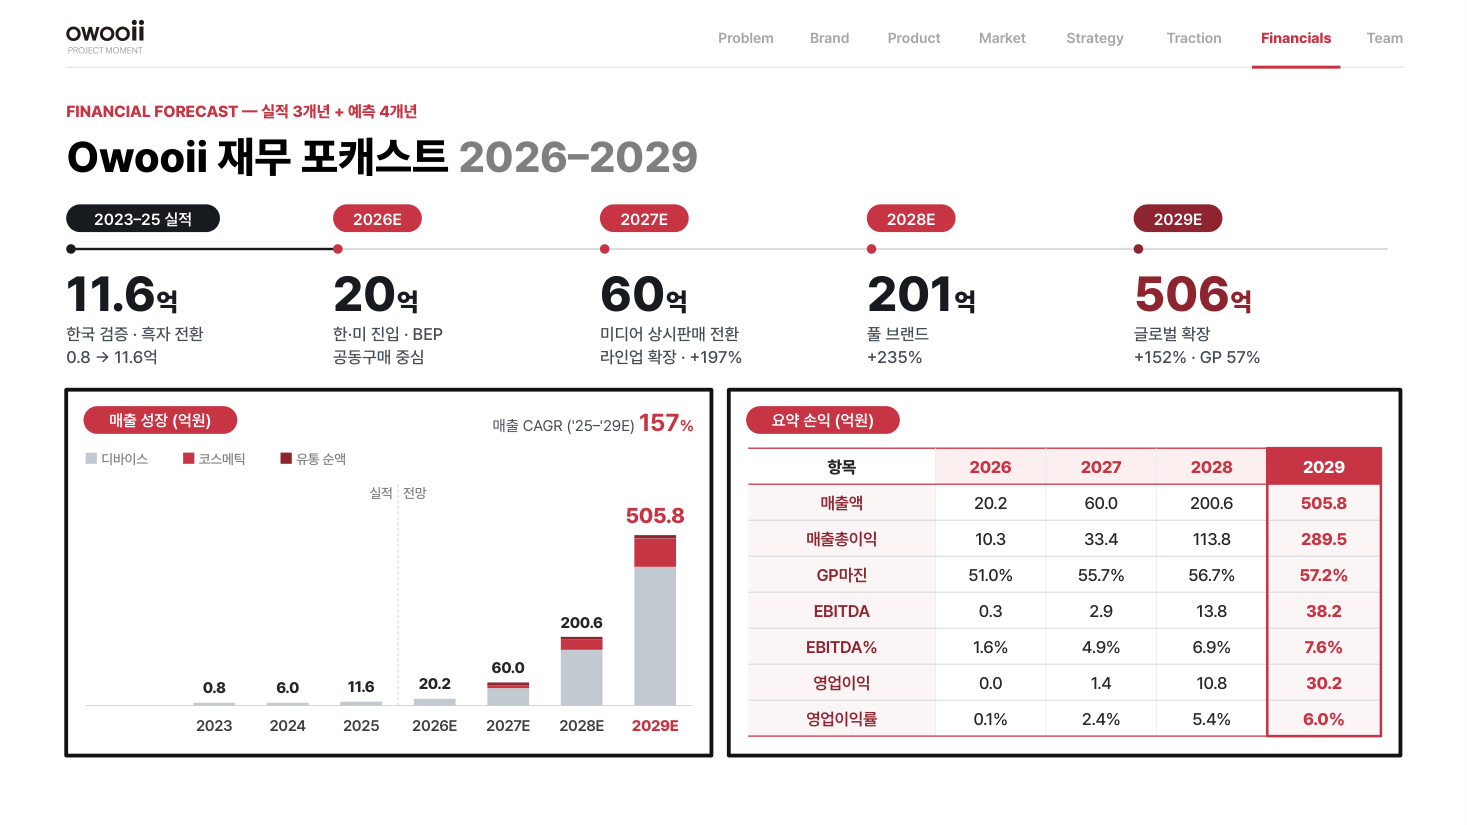 owooii
PROJECT MOMENT
Problem Brand Product Market Strategy Traction Financials Team
FINANCIAL FORECAST — 실적 3개년 + 예측 4개년
Owooii 재무 포캐스트 2026–2029
2023–25 실적 2026E 2027E 2028E 2029E
11.6억 20억 60억 201억 506억
한국 검증 · 흑자 전환 한·미 진입 · BEP 미디어 상시판매 전환 풀 브랜드 글로벌 확장
0.8 → 11.6억 공동구매 중심 라인업 확장 · +197% +235% +152% · GP 57%
매출 성장 (억원) 매출 CAGR ('25–'29E) 157%
디바이스 코스메틱 유통 순액
실적 전망
0.8 6.0 11.6 20.2 60.0 200.6 505.8
2023 2024 2025 2026E 2027E 2028E 2029E
요약 손익 (억원)
항목 2026 2027 2028 2029
매출액 20.2 60.0 200.6 505.8
매출총이익 10.3 33.4 113.8 289.5
GP마진 51.0% 55.7% 56.7% 57.2%
EBITDA 0.3 2.9 13.8 38.2
EBITDA% 1.6% 4.9% 6.9% 7.6%
영업이익 0.0 1.4 10.8 30.2
영업이익률 0.1% 2.4% 5.4% 6.0%